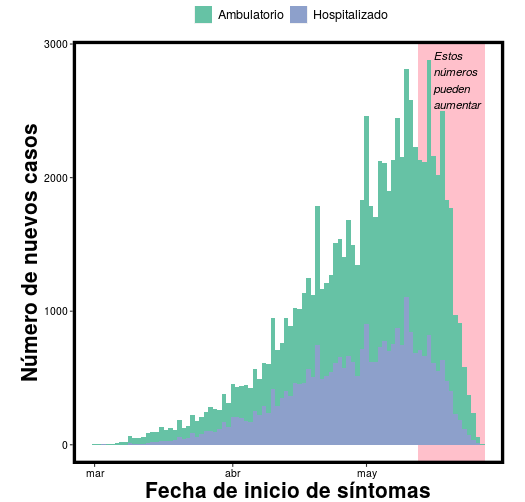 Ambulatorio Hospitalizado
Estos
números
pueden
aumentar
3000
2000
1000
0
Número de nuevos casos
mar abr may
Fecha de inicio de síntomas